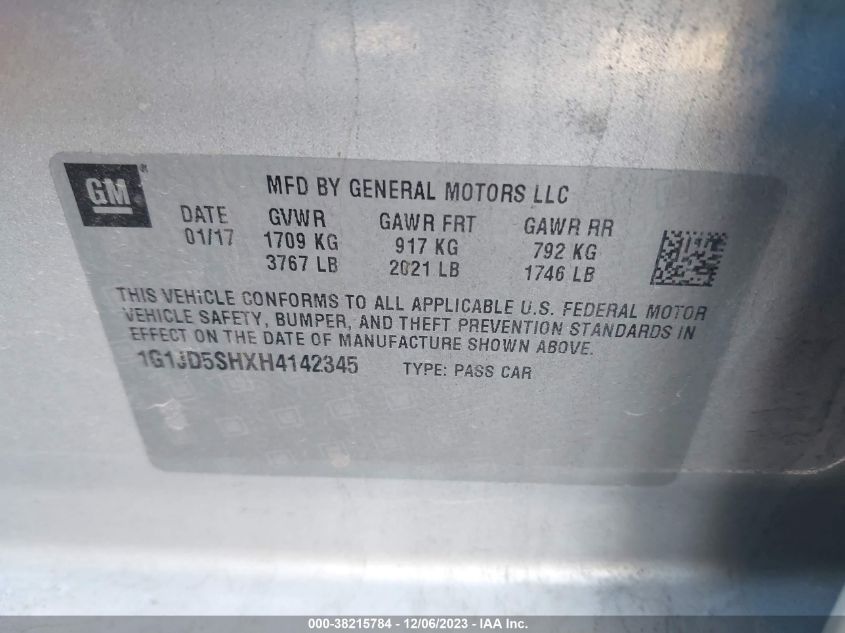 GM®
MFD BY GENERAL MOTORS LLC
DATE GVWR GAWR FRT GAWR RR
01/17 1709 KG 917 KG 792 KG
3767 LB 2021 LB 1746 LB
THIS VEHICLE CONFORMS TO ALL APPLICABLE U.S. FEDERAL MOTOR
VEHICLE SAFETY, BUMPER, AND THEFT PREVENTION STANDARDS IN
EFFECT ON THE DATE OF MANUFACTURE SHOWN ABOVE.
1G1JD5SHXH4142345 TYPE: PASS CAR
000-38215784 - 12/06/2023 - IAA Inc.